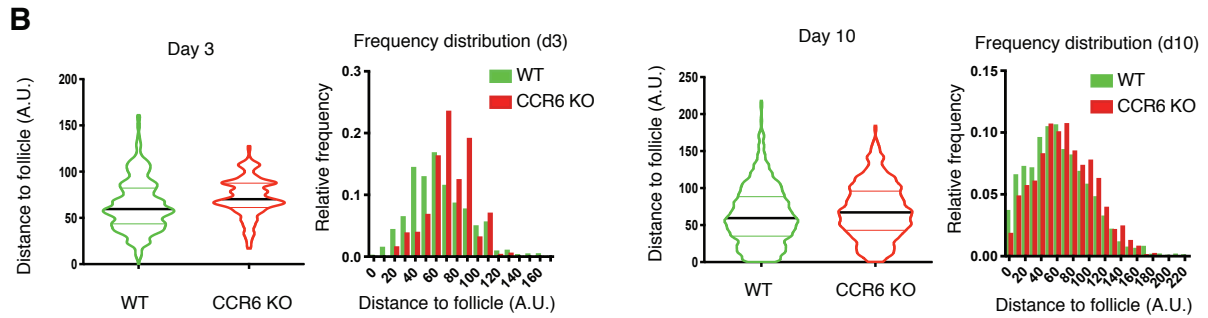 B
Day 3
Distance to follicle (A.U.)
200
150
100
50
0
WT
CCR6 KO
Frequency distribution (d3)
WT
CCR6 KO
Relative frequency
0.3
0.2
0.1
0.0
0 20 40 60 80 100 120 140 160
Distance to follicle (A.U.)
Day 10
Distance to follicle (A.U.)
250
200
150
100
50
0
WT
CCR6 KO
Frequency distribution (d10)
WT
CCR6 KO
Relative frequency
0.15
0.10
0.05
0.00
0 20 40 60 80 100 120 140 160 180 200 220
Distance to follicle (A.U.)